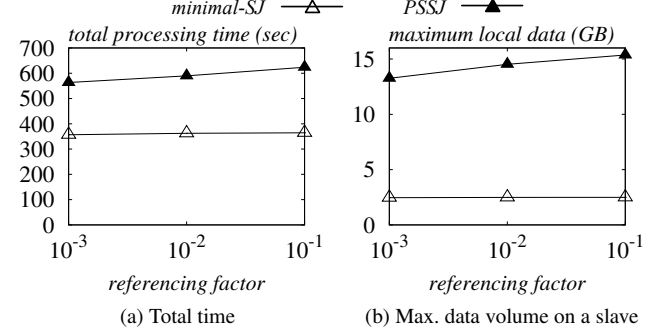 minimal-SJ PSSJ
total processing time (sec)
700
600
500
400
300
200
100
0
10-3 10-2 10-1
referencing factor
(a) Total time
maximum local data (GB)
15
10
5
0
10-3 10-2 10-1
referencing factor
(b) Max. data volume on a slave